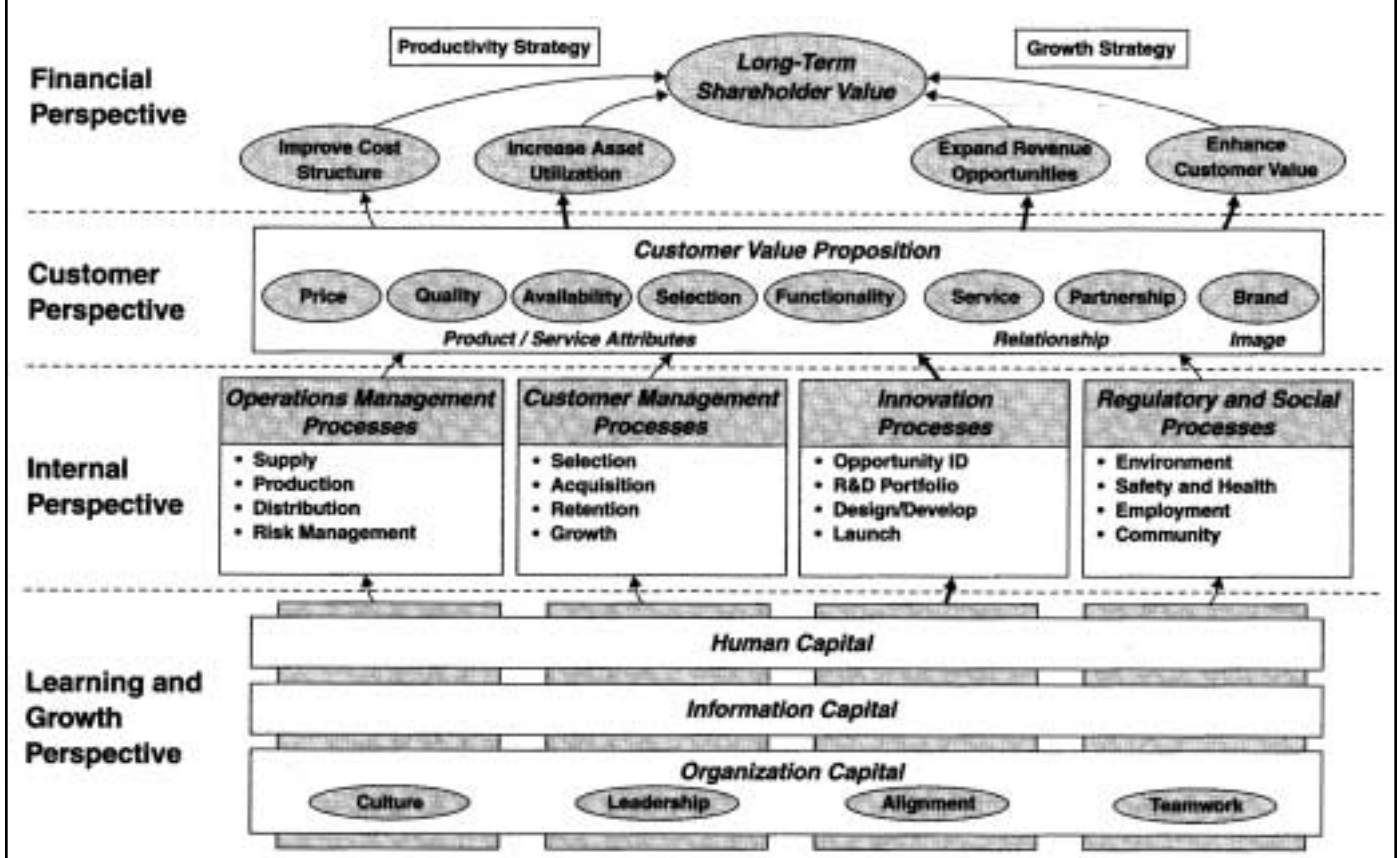 Financial
Perspective
Productivity Strategy
Growth Strategy
Long-Term
Shareholder Value
Improve Cost
Structure
Increase Asset
Utilization
Expand Revenue
Opportunities
Enhance
Customer Value
Customer
Perspective
Customer Value Proposition
Price
Quality
Availability
Selection
Functionality
Service
Partnership
Brand
Product / Service Attributes
Relationship
Image
Internal
Perspective
Operations Management
Processes
• Supply
• Production
• Distribution
• Risk Management
Customer Management
Processes
• Selection
• Acquisition
• Retention
• Growth
Innovation
Processes
• Opportunity ID
• R&D Portfolio
• Design/Develop
• Launch
Regulatory and Social
Processes
• Environment
• Safety and Health
• Employment
• Community
Learning and
Growth
Perspective
Human Capital
Information Capital
Organization Capital
Culture
Leadership
Alignment
Teamwork